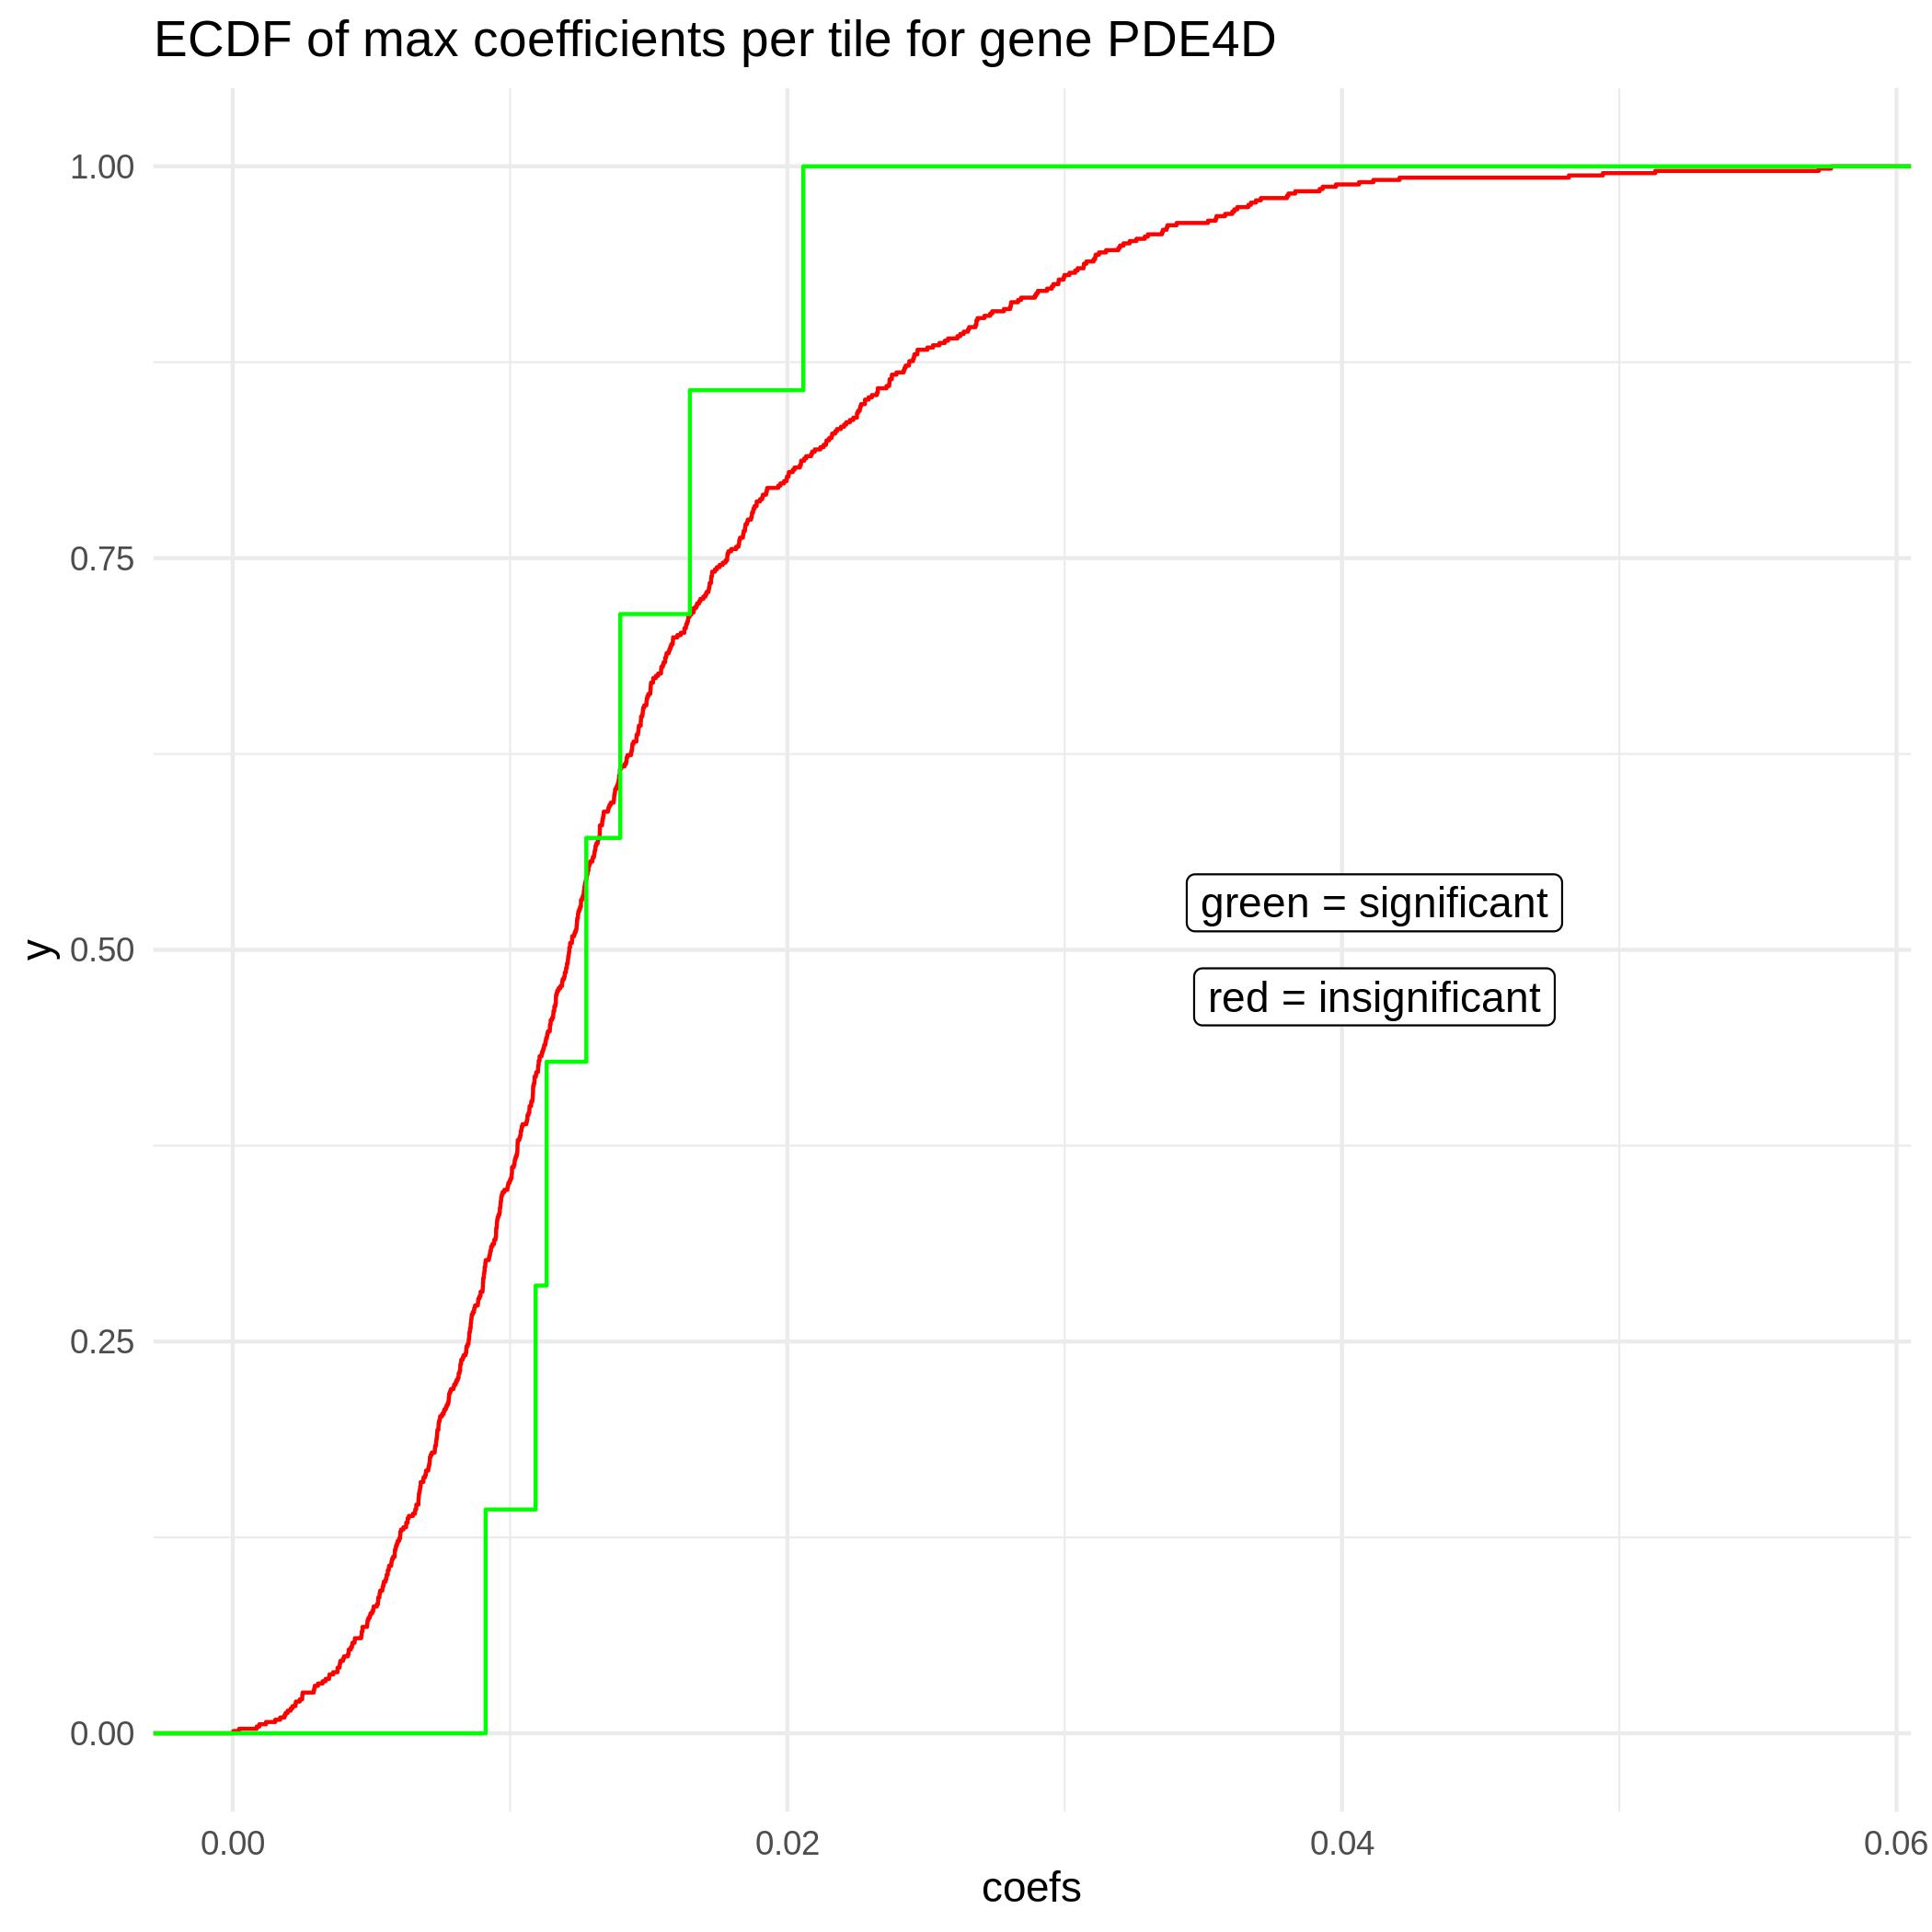 ECDF of max coefficients per tile for gene PDE4D
1.00
0.75
0.50
0.25
0.00
y
green = significant
red = insignificant
0.00 0.02 0.04 0.06
coefs